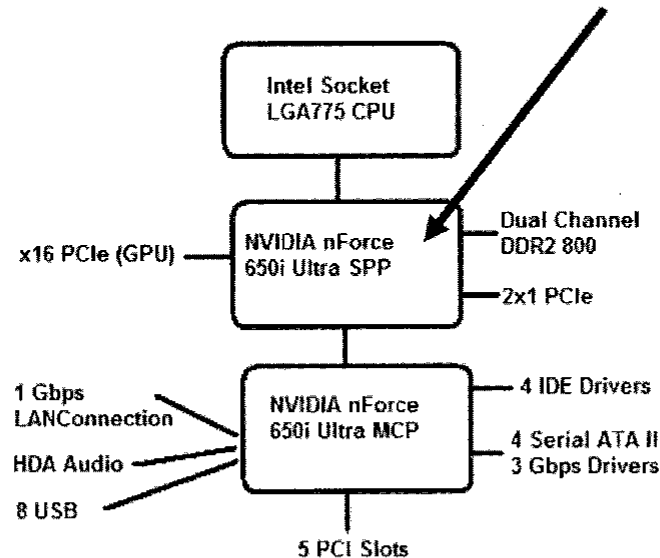 Intel Socket
LGA775 CPU
x16 PCIe (GPU)
NVIDIA nForce
650i Ultra SPP
Dual Channel
DDR2 800
2x1 PCIe
1 Gbps
LANConnection
HDA Audio
8 USB
NVIDIA nForce
650i Ultra MCP
4 IDE Drivers
4 Serial ATA II
3 Gbps Drivers
5 PCI Slots